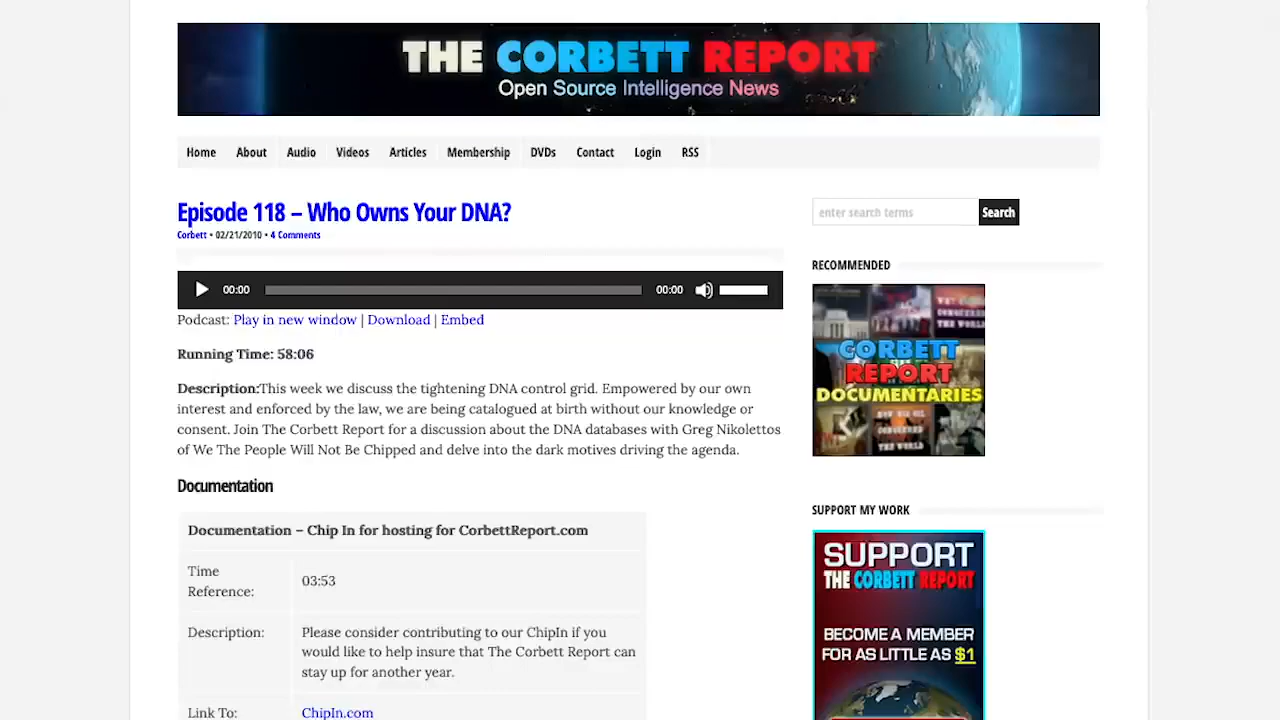 THE CORBETT REPORT
Open Source Intelligence News
Home About Audio Videos Articles Membership DVDs Contact Login RSS
Episode 118 – Who Owns Your DNA?
Corbett • 02/21/2010 • 4 Comments
00:00 00:00
Podcast: Play in new window | Download | Embed
Running Time: 58:06
Description:This week we discuss the tightening DNA control grid. Empowered by our own
interest and enforced by the law, we are being catalogued at birth without our knowledge or
consent. Join The Corbett Report for a discussion about the DNA databases with Greg Nikolettos
of We The People Will Not Be Chipped and delve into the dark motives driving the agenda.
Documentation
Documentation – Chip In for hosting for CorbettReport.com
Time
Reference:
03:53
Description:
Please consider contributing to our ChipIn if you
would like to help insure that The Corbett Report can
stay up for another year.
Link To:
ChipIn.com
enter search terms
Search
RECOMMENDED
CORBETT
REPORT
DOCUMENTARIES
SUPPORT MY WORK
SUPPORT
THE CORBETT REPORT
BECOME A MEMBER
FOR AS LITTLE AS $1